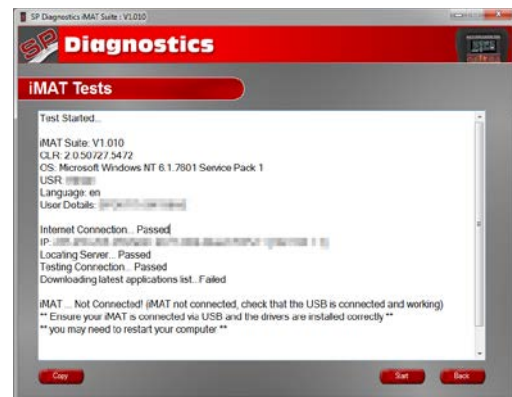 SP Diagnostics iMAT Suite : V1.010
SP Diagnostics
iMAT Tests
Test Started...
iMAT Suite: V1.010
CLR: 2.0.50727.5472
OS: Microsoft Windows NT 6.1.7601 Service Pack 1
USR:
Language: en
User Details:
Internet Connection... Passed
IP:
Locating Server... Passed
Testing Connection... Passed
Downloading latest applications list...Failed
iMAT ... Not Connected! (iMAT not connected, check that the USB is connected and working)
** Ensure your iMAT is connected via USB and the drivers are installed correctly **
** you may need to restart your computer **
Copy
Start
Back